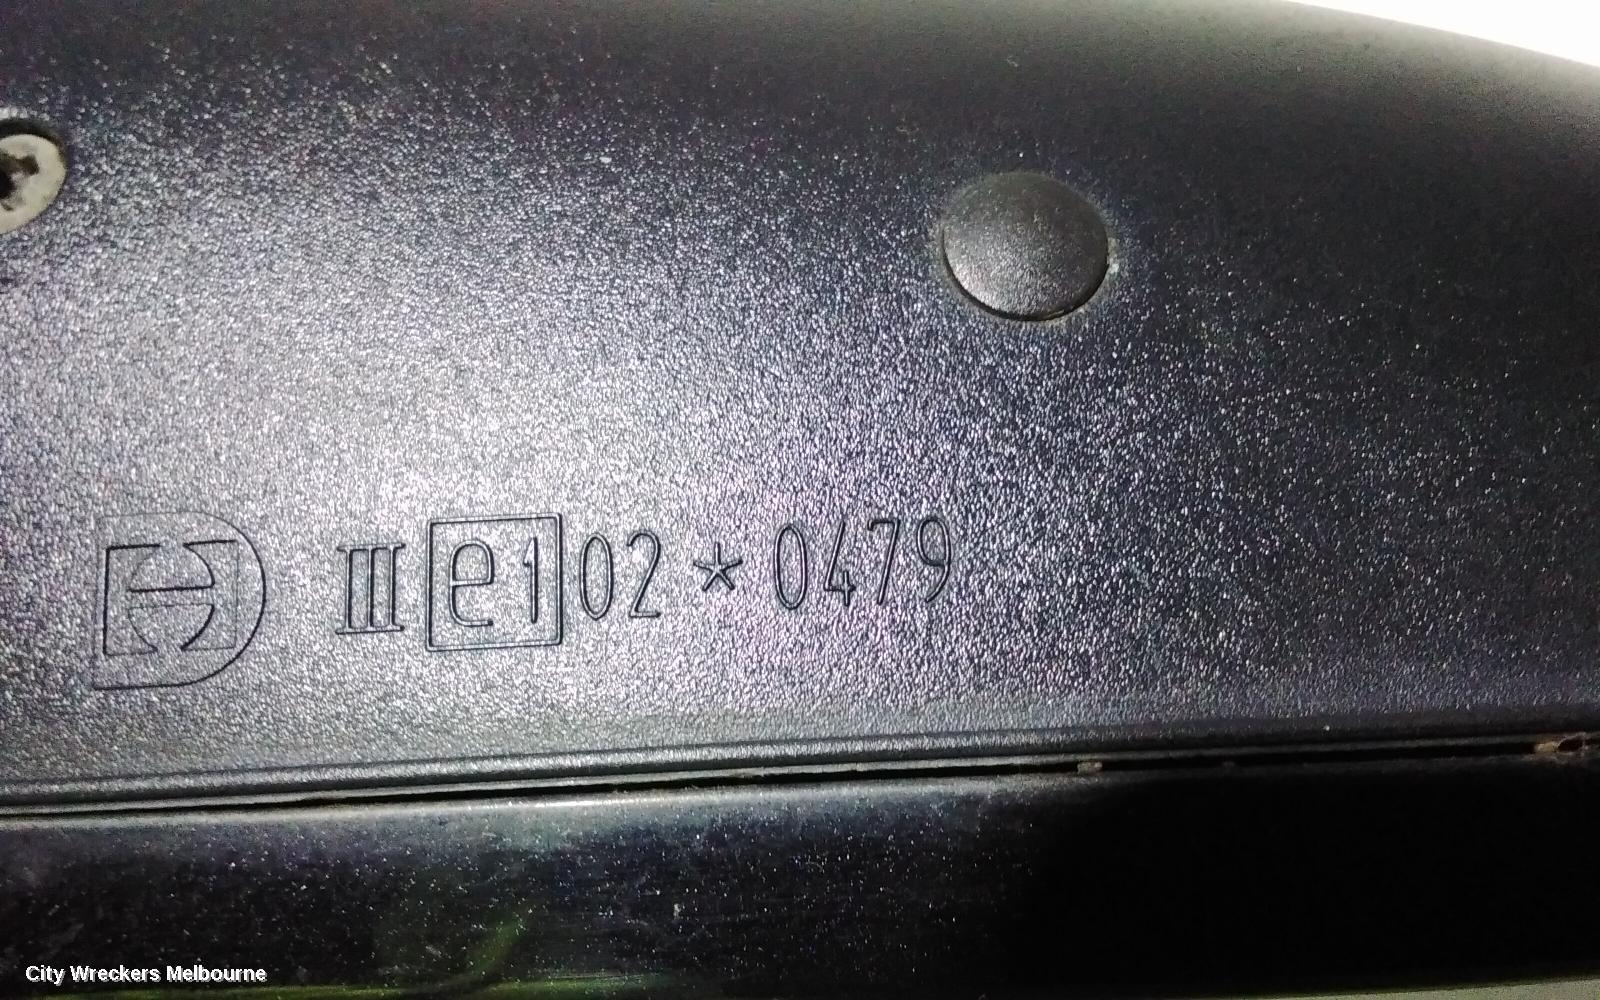 III e1 02 * 0479
City Wreckers Melbourne